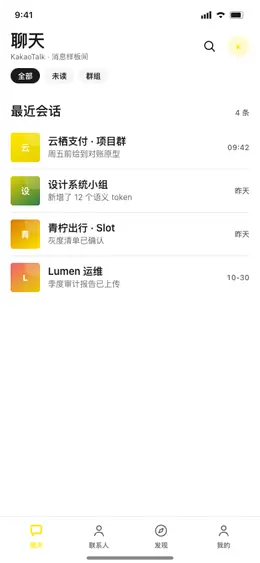 9:41
聊天
KakaoTalk · 消息样板间
全部
未读
群组
最近会话
4 条
云
云栖支付 · 项目群
周五前给到对账原型
09:42
设
设计系统小组
新增了 12 个语义 token
昨天
青
青柠出行 · Slot
灰度清单已确认
昨天
L
Lumen 运维
季度审计报告已上传
10-30
聊天
联系人
发现
我的